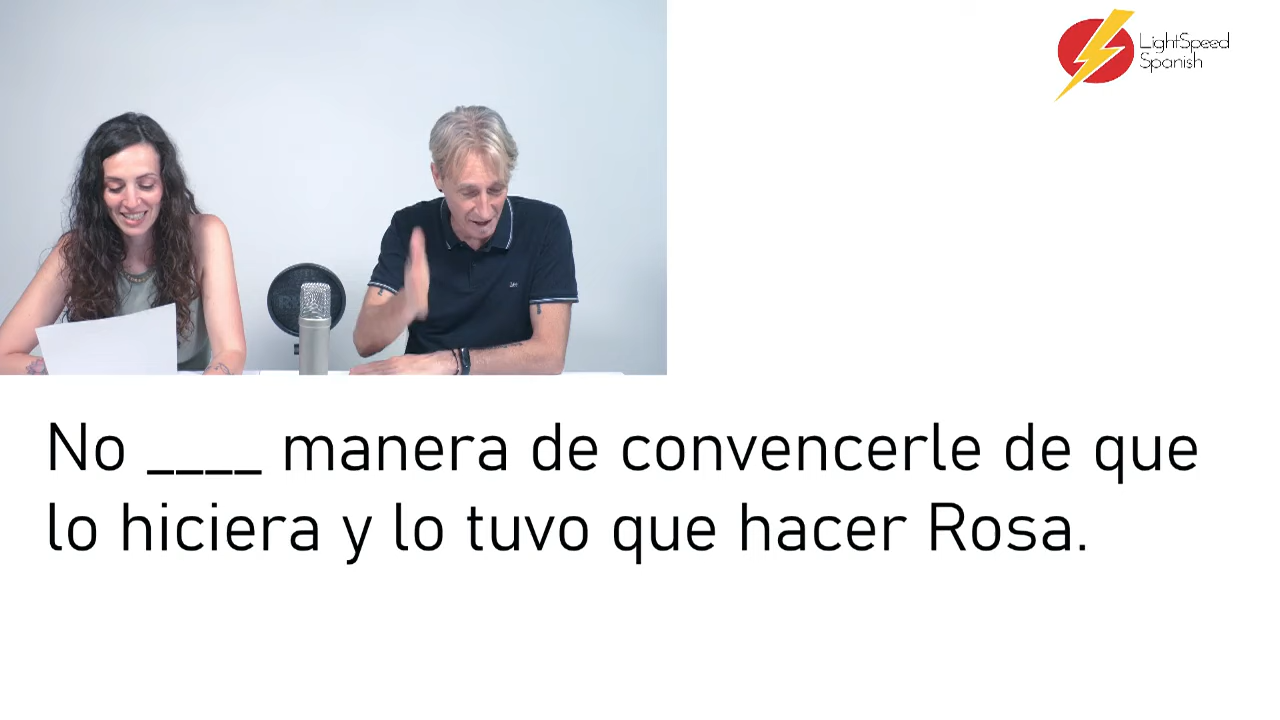 LightSpeed
Spanish
No ____ manera de convencerle de que
lo hiciera y lo tuvo que hacer Rosa.